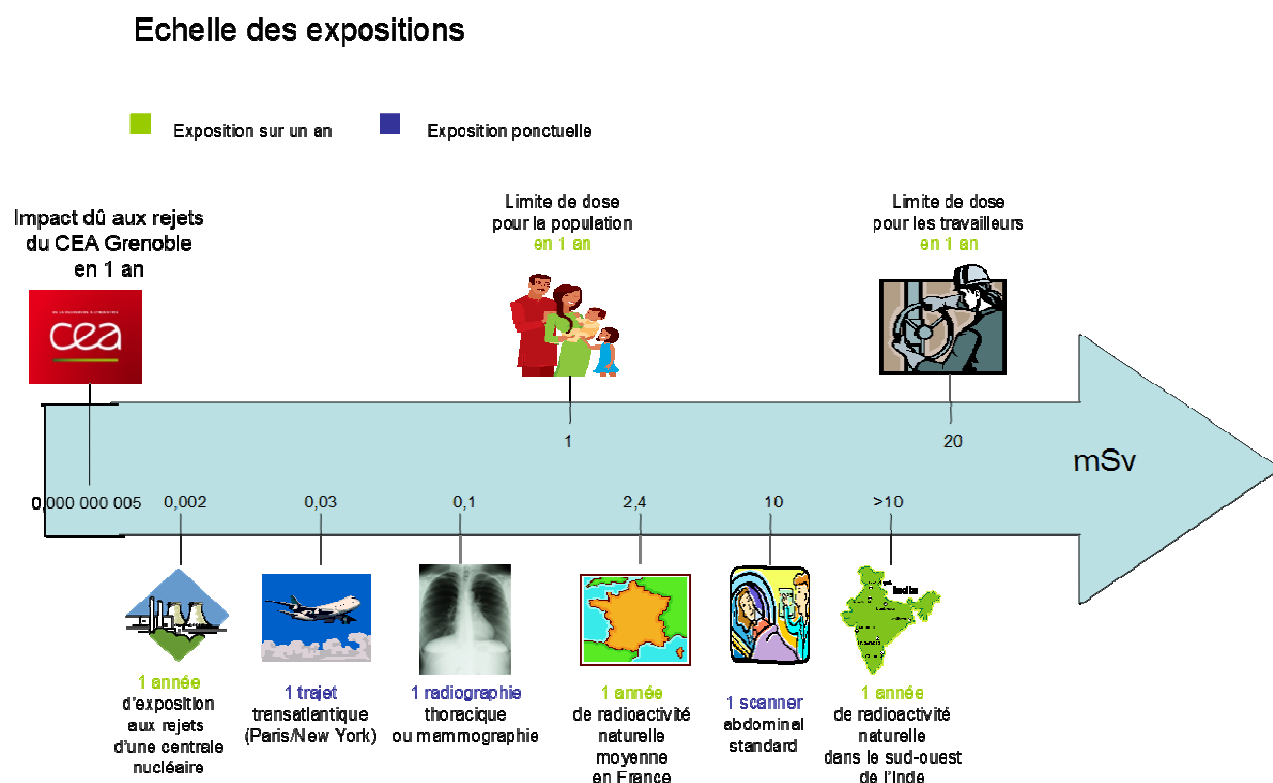 Echelle des expositions
Exposition sur un an
Exposition ponctuelle
Impact dû aux rejets
du CEA Grenoble
en 1 an
cea
Limite de dose
pour la population
en 1 an
Limite de dose
pour les travailleurs
en 1 an
1
20
mSv
0,000 000 005
0,002
0,03
0,1
2,4
10
>10
India
1 année
d'exposition
aux rejets
d'une centrale
nucléaire
1 trajet
transatlantique
(Paris/New York)
1 radiographie
thoracique
ou mammographie
1 année
de radioactivité
naturelle
moyenne
en France
1 scanner
abdominal
standard
1 année
de radioactivité
naturelle
dans le sud-ouest
de l'Inde